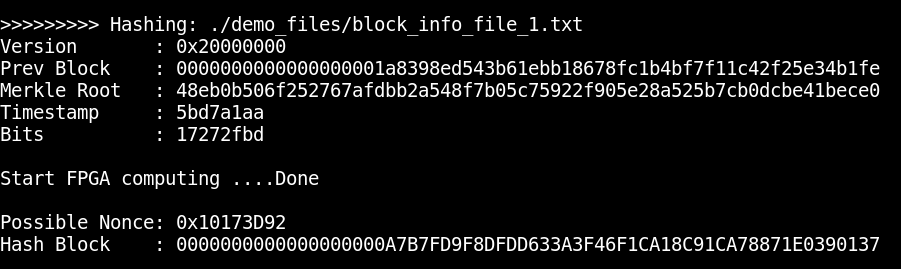 >>>>>>>>> Hashing: ./demo_files/block_info_file_1.txt
Version       : 0x20000000
Prev Block    : 0000000000000000001a8398ed543b61ebb18678fc1b4bf7f11c42f25e34b1fe
Merkle Root   : 48eb0b506f252767afdbb2a548f7b05c75922f905e28a525b7cb0dcbe41bece0
Timestamp     : 5bd7a1aa
Bits          : 17272fbd
Start FPGA computing ....Done
Possible Nonce: 0x10173D92
Hash Block    : 0000000000000000000A7B7FD9F8DFDD633A3F46F1CA18C91CA78871E0390137